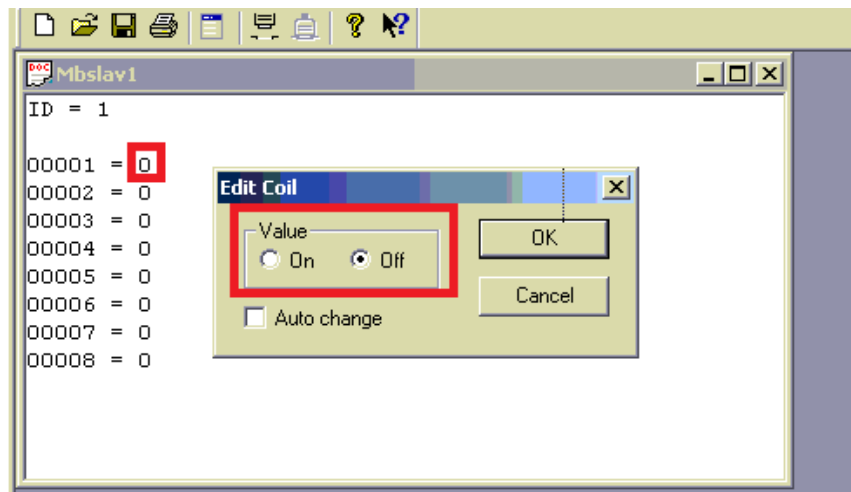 Mbslav1
ID = 1
00001 = 0
00002 = 0
00003 = 0
00004 = 0
00005 = 0
00006 = 0
00007 = 0
00008 = 0
Edit Coil
Value
On Off
OK
Cancel
Auto change